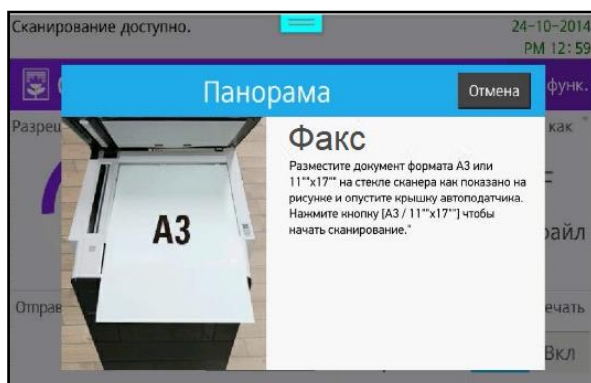 Сканирование доступно.
24-10-2014
PM 12:59
Панорама
Отмена
функ.
Разреш
как
Факс
Разместите документ формата А3 или
11""x17"" на стекле сканера как показано на
рисунке и опустите крышку автоподатчика.
Нажмите кнопку [A3 / 11""x17""] чтобы
начать сканирование."
A3
айл
Отправ
ечать
Вкл